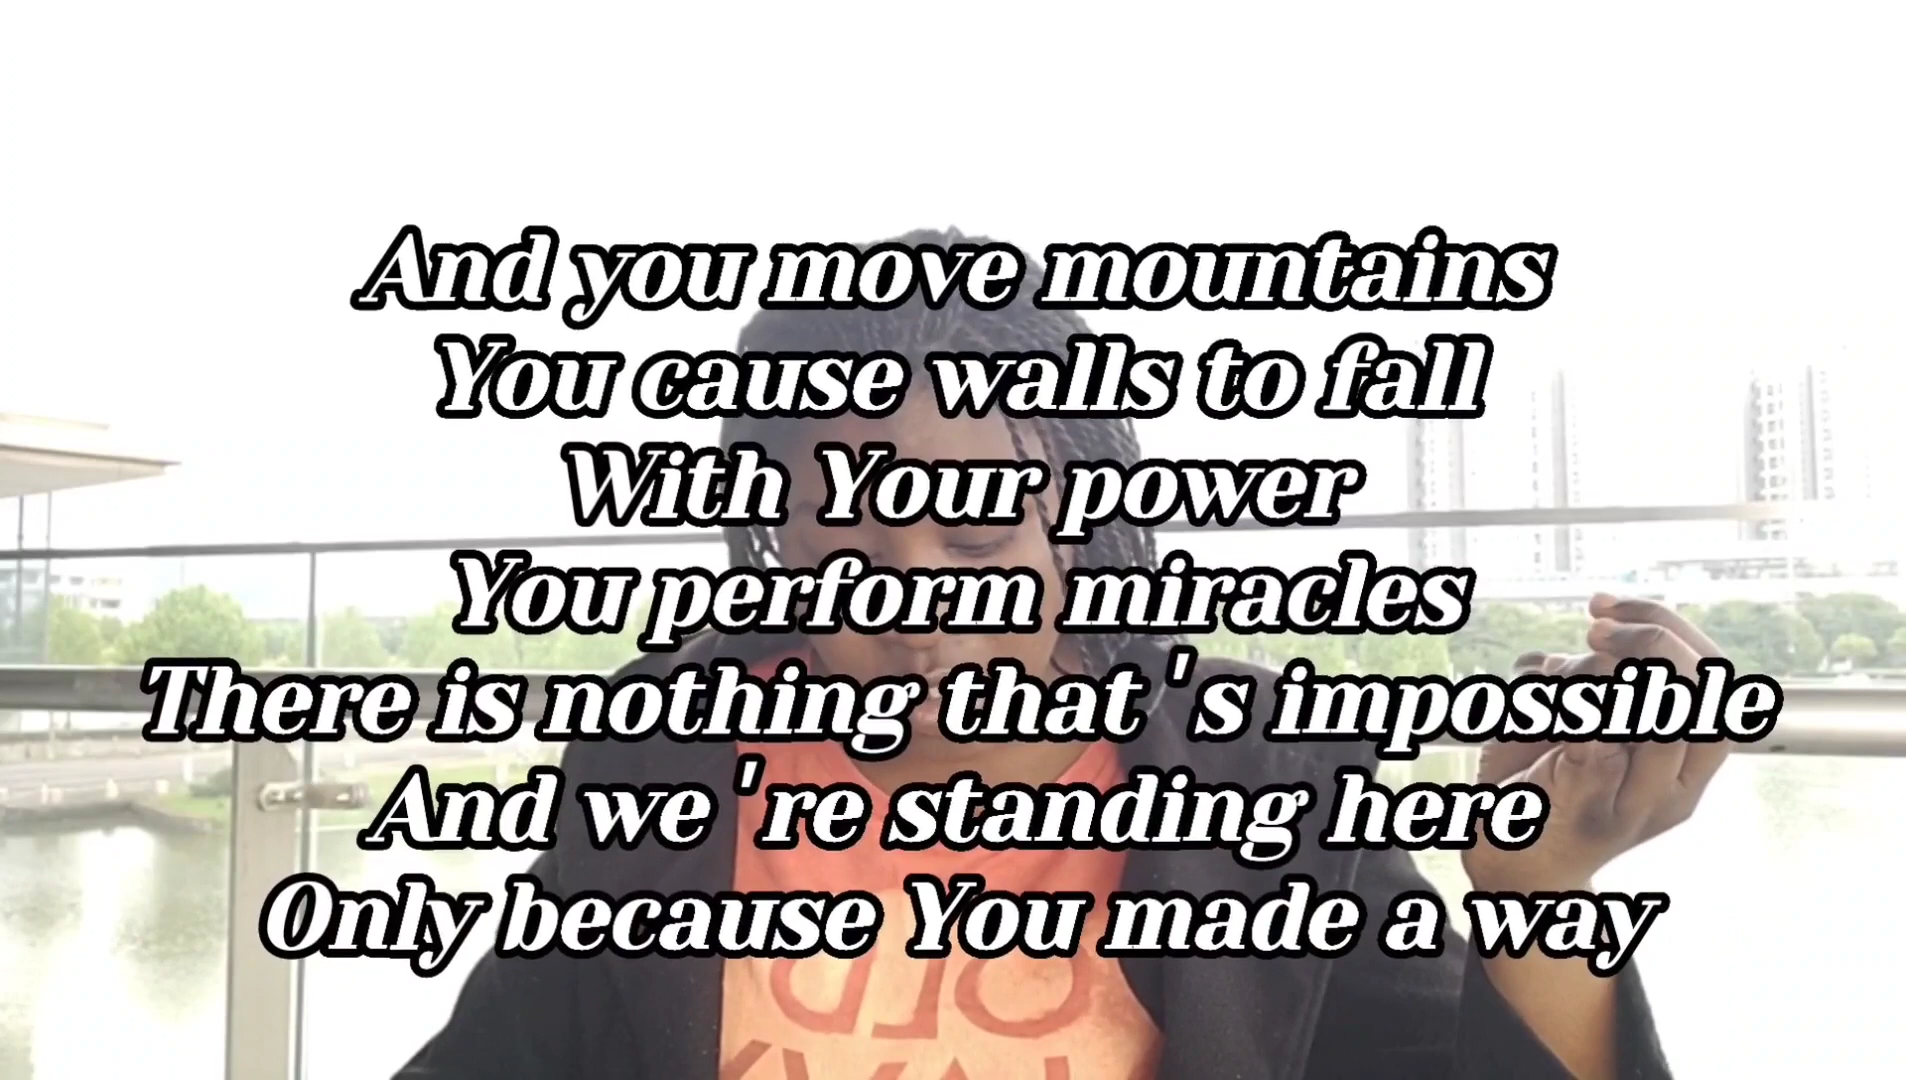 And you move mountains
You cause walls to fall
With Your power
You perform miracles
There is nothing that's impossible
And we're standing here
Only because You made a way
OLD